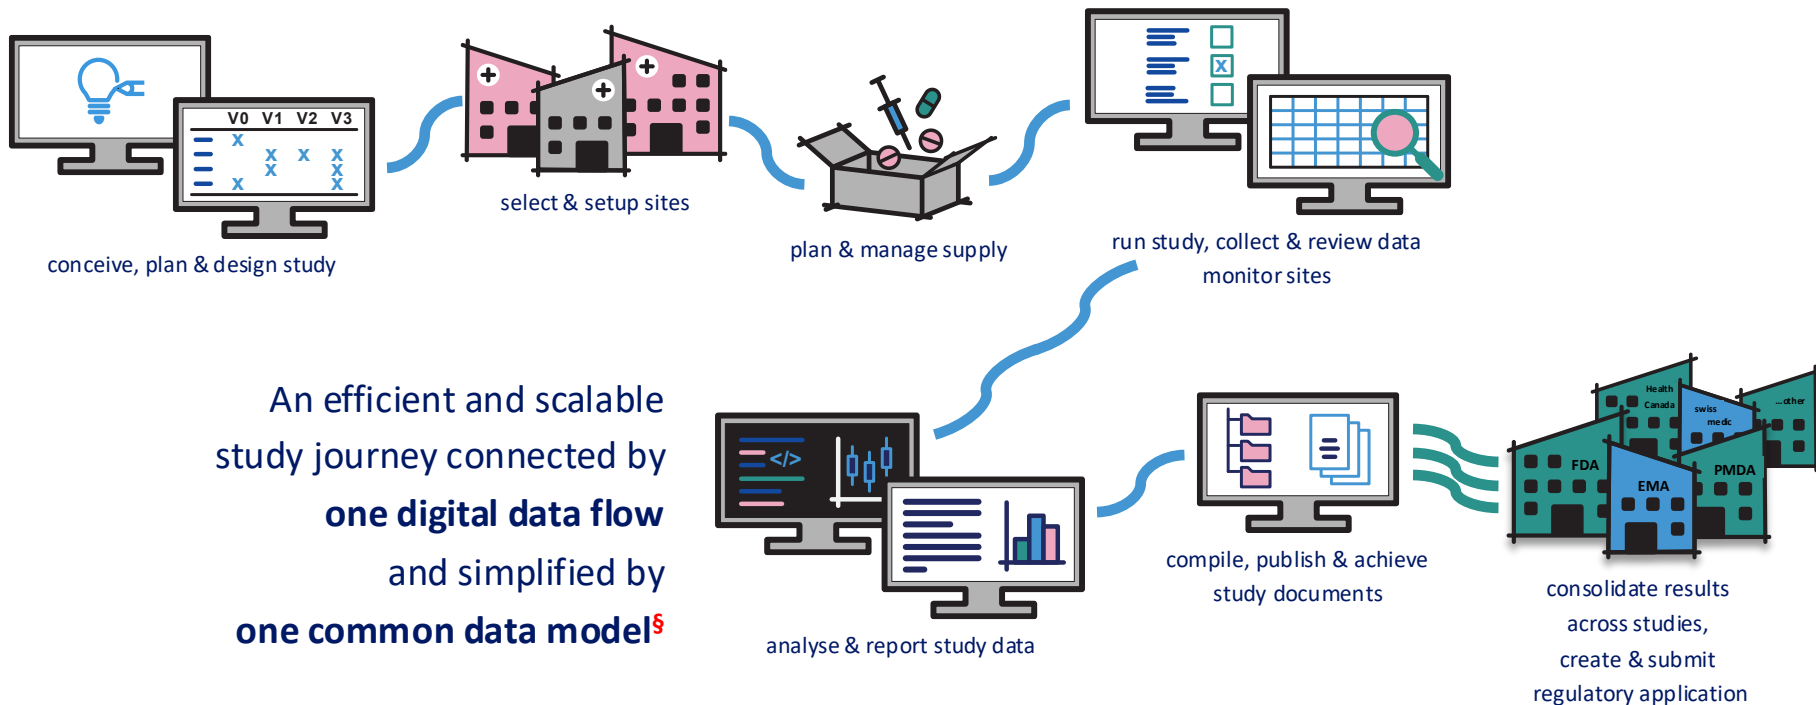 V0 V1 V2 V3
X
X X X
X X
X X
conceive, plan & design study
select & setup sites
plan & manage supply
X
run study, collect & review data
monitor sites
An efficient and scalable
study journey connected by
one digital data flow
and simplified by
one common data model§
</>
analyse & report study data
compile, publish & achieve
study documents
Health
Canada
swiss
medic
...other
FDA
EMA
PMDA
consolidate results
across studies,
create & submit
regulatory application